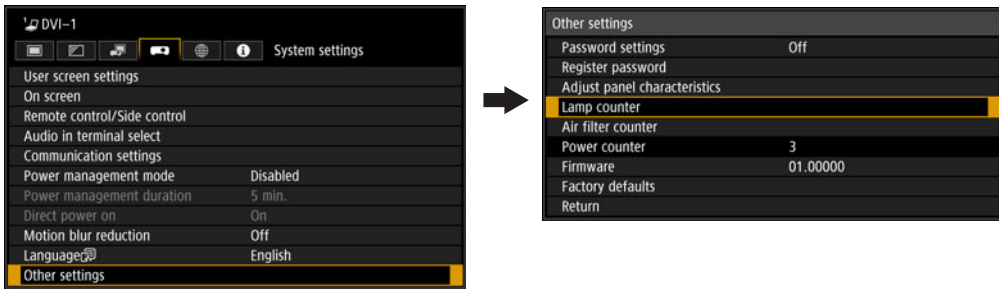 ¹ DVI-1
System settings
User screen settings
On screen
Remote control/Side control
Audio in terminal select
Communication settings
Power management mode Disabled
Power management duration 5 min.
Direct power on On
Motion blur reduction Off
Language English
Other settings
Other settings
Password settings Off
Register password
Adjust panel characteristics
Lamp counter
Air filter counter
Power counter 3
Firmware 01.00000
Factory defaults
Return